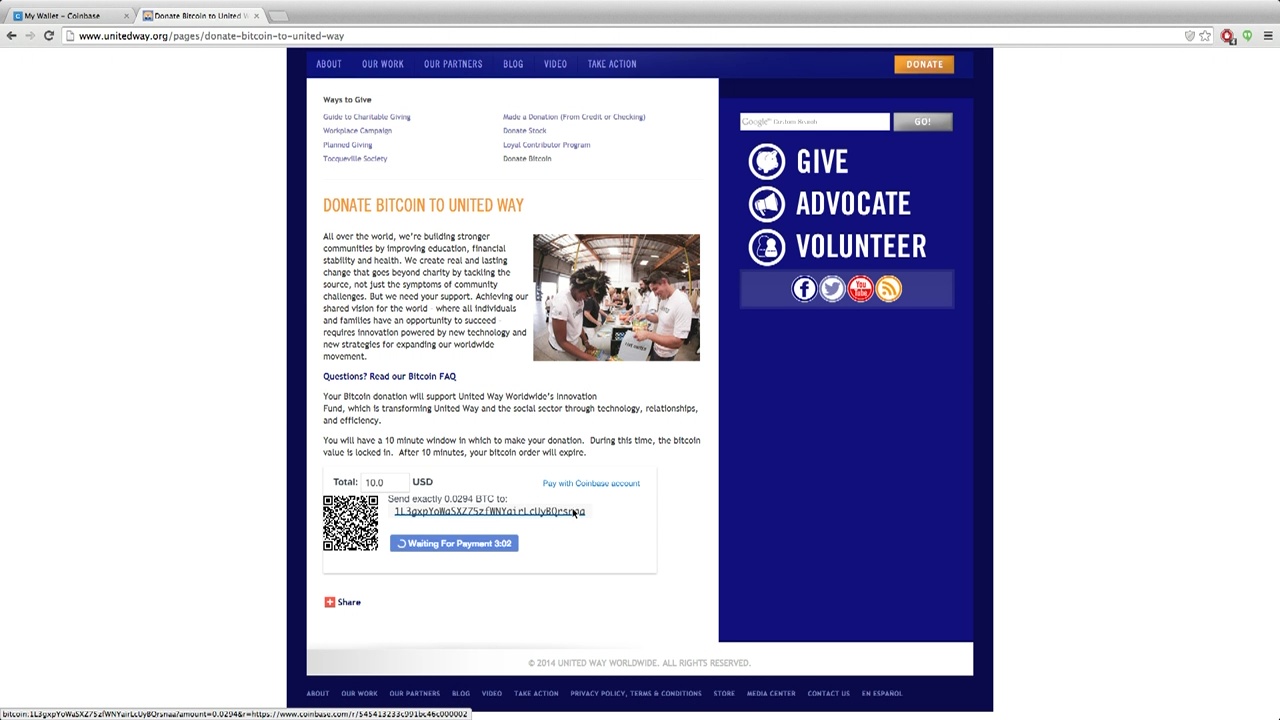 My Wallet - Coinbase
Donate Bitcoin to United W
www.unitedway.org/pages/donate-bitcoin-to-united-way
ABOUT OUR WORK OUR PARTNERS BLOG VIDEO TAKE ACTION DONATE
Ways to Give
Guide to Charitable Giving
Workplace Campaign
Planned Giving
Tocqueville Society
Made a Donation (From Credit or Checking)
Donate Stock
Loyal Contributor Program
Donate Bitcoin
Google™ Custom Search GO!
GIVE
ADVOCATE
VOLUNTEER
You Tube
DONATE BITCOIN TO UNITED WAY
All over the world, we're building stronger
communities by improving education, financial
stability and health. We create real and lasting
change that goes beyond charity by tackling the
source, not just the symptoms of community
challenges. But we need your support. Achieving our
shared vision for the world - where all individuals
and families have an opportunity to succeed -
requires innovation powered by new technology and
new strategies for expanding our worldwide
movement.
LIVE UNITED
Questions? Read our Bitcoin FAQ
Your Bitcoin donation will support United Way Worldwide's Innovation
Fund, which is transforming United Way and the social sector through technology, relationships,
and efficiency.
You will have a 10 minute window in which to make your donation. During this time, the bitcoin
value is locked in. After 10 minutes, your bitcoin order will expire.
Total: 10.0 USD Pay with Coinbase account
Send exactly 0.0294 BTC to:
Waiting For Payment 3:02
Share
© 2014 UNITED WAY WORLDWIDE. ALL RIGHTS RESERVED.
ABOUT OUR WORK OUR PARTNERS BLOG VIDEO TAKE ACTION PRIVACY POLICY, TERMS & CONDITIONS STORE MEDIA CENTER CONTACT US EN ESPAÑOL